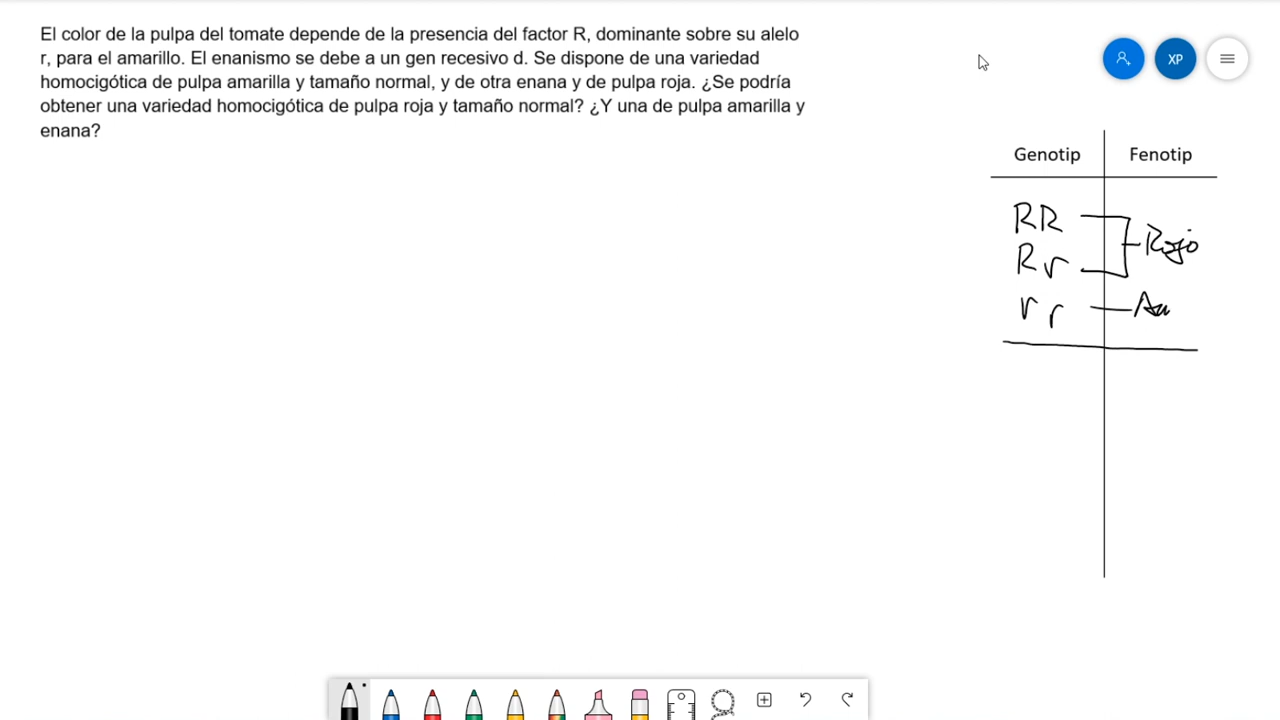 El color de la pulpa del tomate depende de la presencia del factor R, dominante sobre su alelo
r, para el amarillo. El enanismo se debe a un gen recesivo d. Se dispone de una variedad
homocigótica de pulpa amarilla y tamaño normal, y de otra enana y de pulpa roja. ¿Se podría
obtener una variedad homocigótica de pulpa roja y tamaño normal? ¿Y una de pulpa amarilla y
enana?
XP
Genotip Fenotip
RR
Rojo
Rr
rr